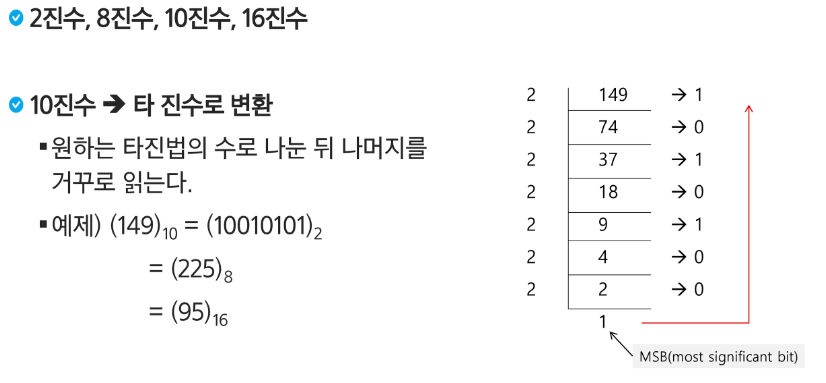 2진수, 8진수, 10진수, 16진수
10진수 ➔ 타 진수로 변환
▪원하는 타진법의 수로 나눈 뒤 나머지를
거꾸로 읽는다.
▪예제) (149)₁₀ = (10010101)₂
= (225)₈
= (95)₁₆
2 149 → 1
2 74 → 0
2 37 → 1
2 18 → 0
2 9 → 1
2 4 → 0
2 2 → 0
1
MSB(most significant bit)